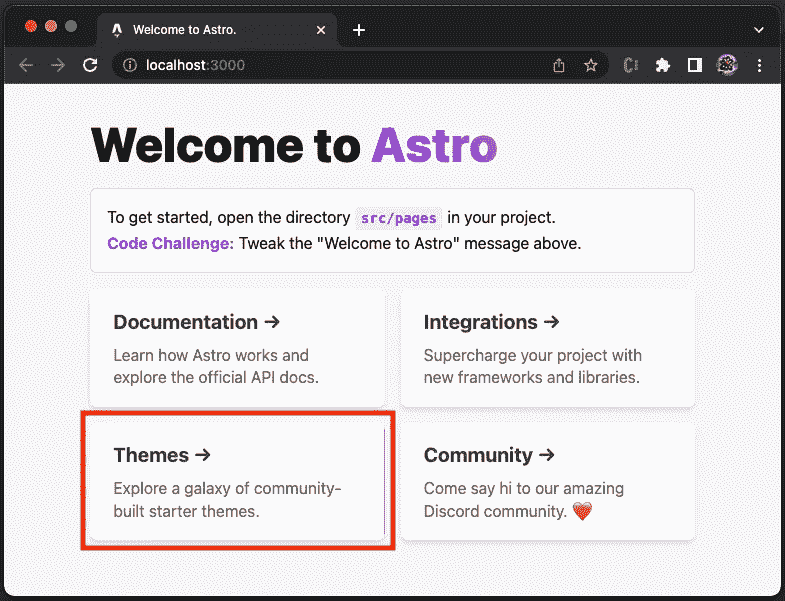 Welcome to Astro.
localhost:3000
Welcome to Astro
To get started, open the directory src/pages in your project.
Code Challenge: Tweak the "Welcome to Astro" message above.
Documentation →
Learn how Astro works and
explore the official API docs.
Integrations →
Supercharge your project with
new frameworks and libraries.
Themes →
Explore a galaxy of community-
built starter themes.
Community →
Come say hi to our amazing
Discord community. ❤️